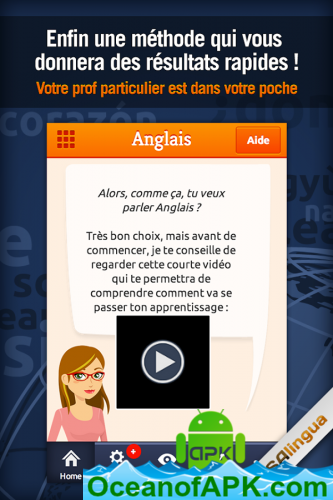 Enfin une méthode qui vous
donnera des résultats rapides !
Votre prof particulier est dans votre poche
Anglais
Aide
Alors, comme ça, tu veux
parler Anglais ?
Très bon choix, mais avant de
commencer, je te conseille de
regarder cette courte vidéo
qui te permettra de
comprendre comment va se
passer ton apprentissage :
Home
japk
OceanofAPK.com
corazón